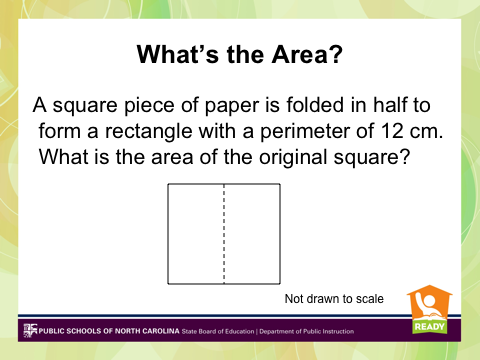 What’s the Area?
A square piece of paper is folded in half to
form a rectangle with a perimeter of 12 cm.
What is the area of the original square?
Not drawn to scale
READY
PUBLIC SCHOOLS OF NORTH CAROLINA State Board of Education | Department of Public Instruction